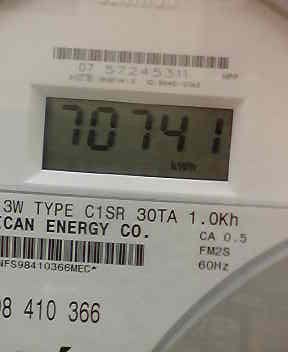 07 57245311
70741
kWh
3W TYPE C1SR 30TA 1.0Kh
CAN ENERGY CO.
CA 0.5
FM2S
60Hz
NFS98410366MEC*
98 410 366